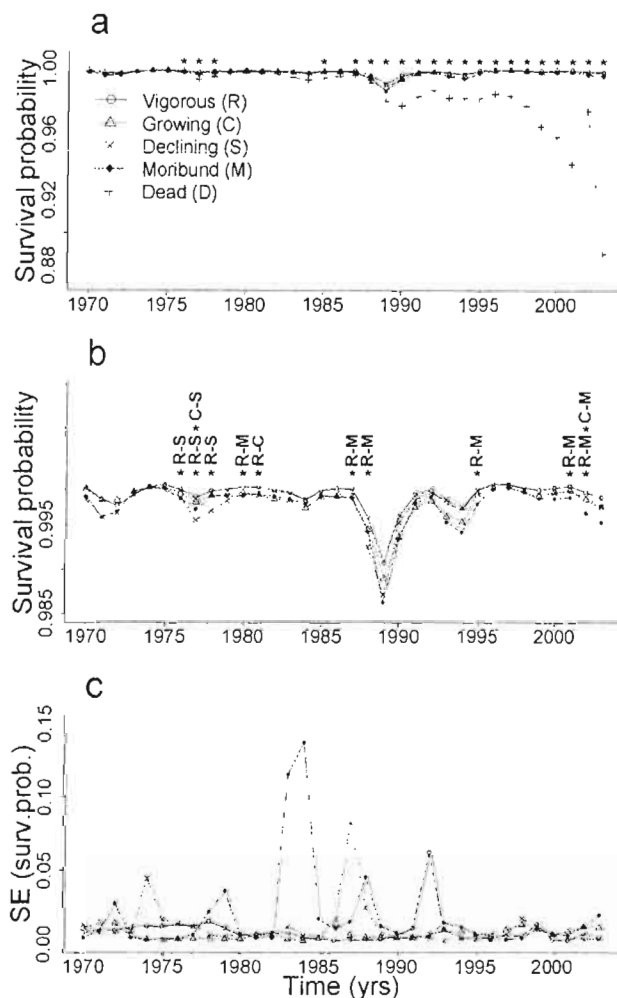 a
Survival probability
1.00
0.96
0.92
0.88
Vigorous (R)
Growing (C)
Declining (S)
Moribund (M)
Dead (D)
1970 1975 1980 1985 1990 1995 2000
b
Survival probability
0.995
0.985
★ R-S
★ R-S ★ C-S
★ R-S
★ R-M
★ R-C
★ R-M
★ R-M
★ R-M
★ R-M
★ R-M ★ C-M
1970 1975 1980 1985 1990 1995 2000
c
SE (surv.prob.)
0.15
0.10
0.05
0.00
1970 1975 1980 1985 1990 1995 2000
Time (yrs)